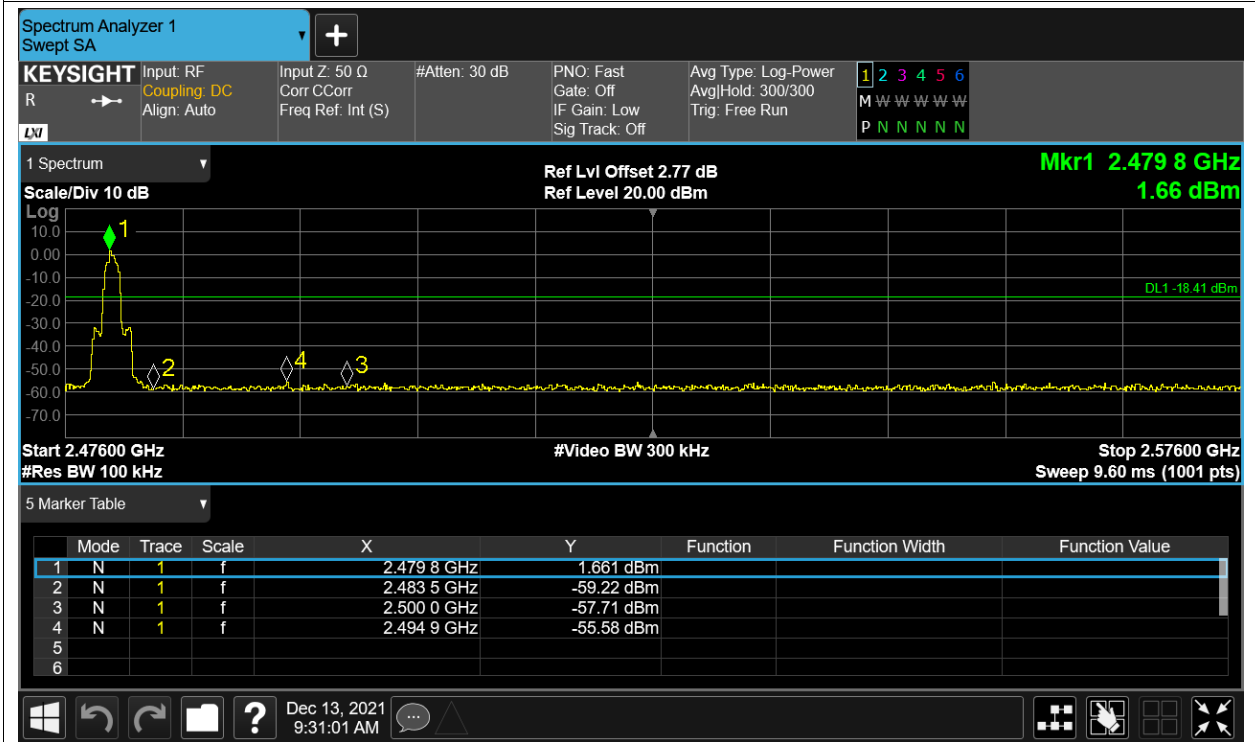 Spectrum Analyzer 1
Swept SA
KEYSIGHT Input: RF Input Z: 50 Ω #Atten: 30 dB PNO: Fast Avg Type: Log-Power 1 2 3 4 5 6
R Coupling: DC Corr CCorr Gate: Off Avg|Hold: 300/300 M W W W W W
Align: Auto Freq Ref: Int (S) IF Gain: Low Trig: Free Run
LXI Sig Track: Off P N N N N N
1 Spectrum Ref Lvl Offset 2.77 dB Mkr1 2.479 8 GHz
Scale/Div 10 dB Ref Level 20.00 dBm 1.66 dBm
Log
10.0 1
0.00
-10.0
DL1 -18.41 dBm
-20.0
-30.0
-40.0
-50.0 2 4 3
-60.0
-70.0
Start 2.47600 GHz #Video BW 300 kHz Stop 2.57600 GHz
#Res BW 100 kHz Sweep 9.60 ms (1001 pts)
5 Marker Table
Mode Trace Scale X Y Function Function Width Function Value
1 N 1 f 2.479 8 GHz 1.661 dBm
2 N 1 f 2.483 5 GHz -59.22 dBm
3 N 1 f 2.500 0 GHz -57.71 dBm
4 N 1 f 2.494 9 GHz -55.58 dBm
5
6
? Dec 13, 2021
9:31:01 AM